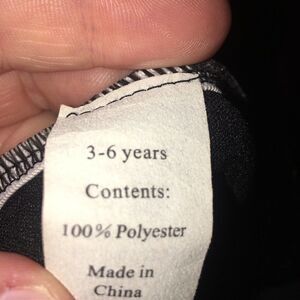 3-6 years
Contents:
100% Polyester
Made in
China